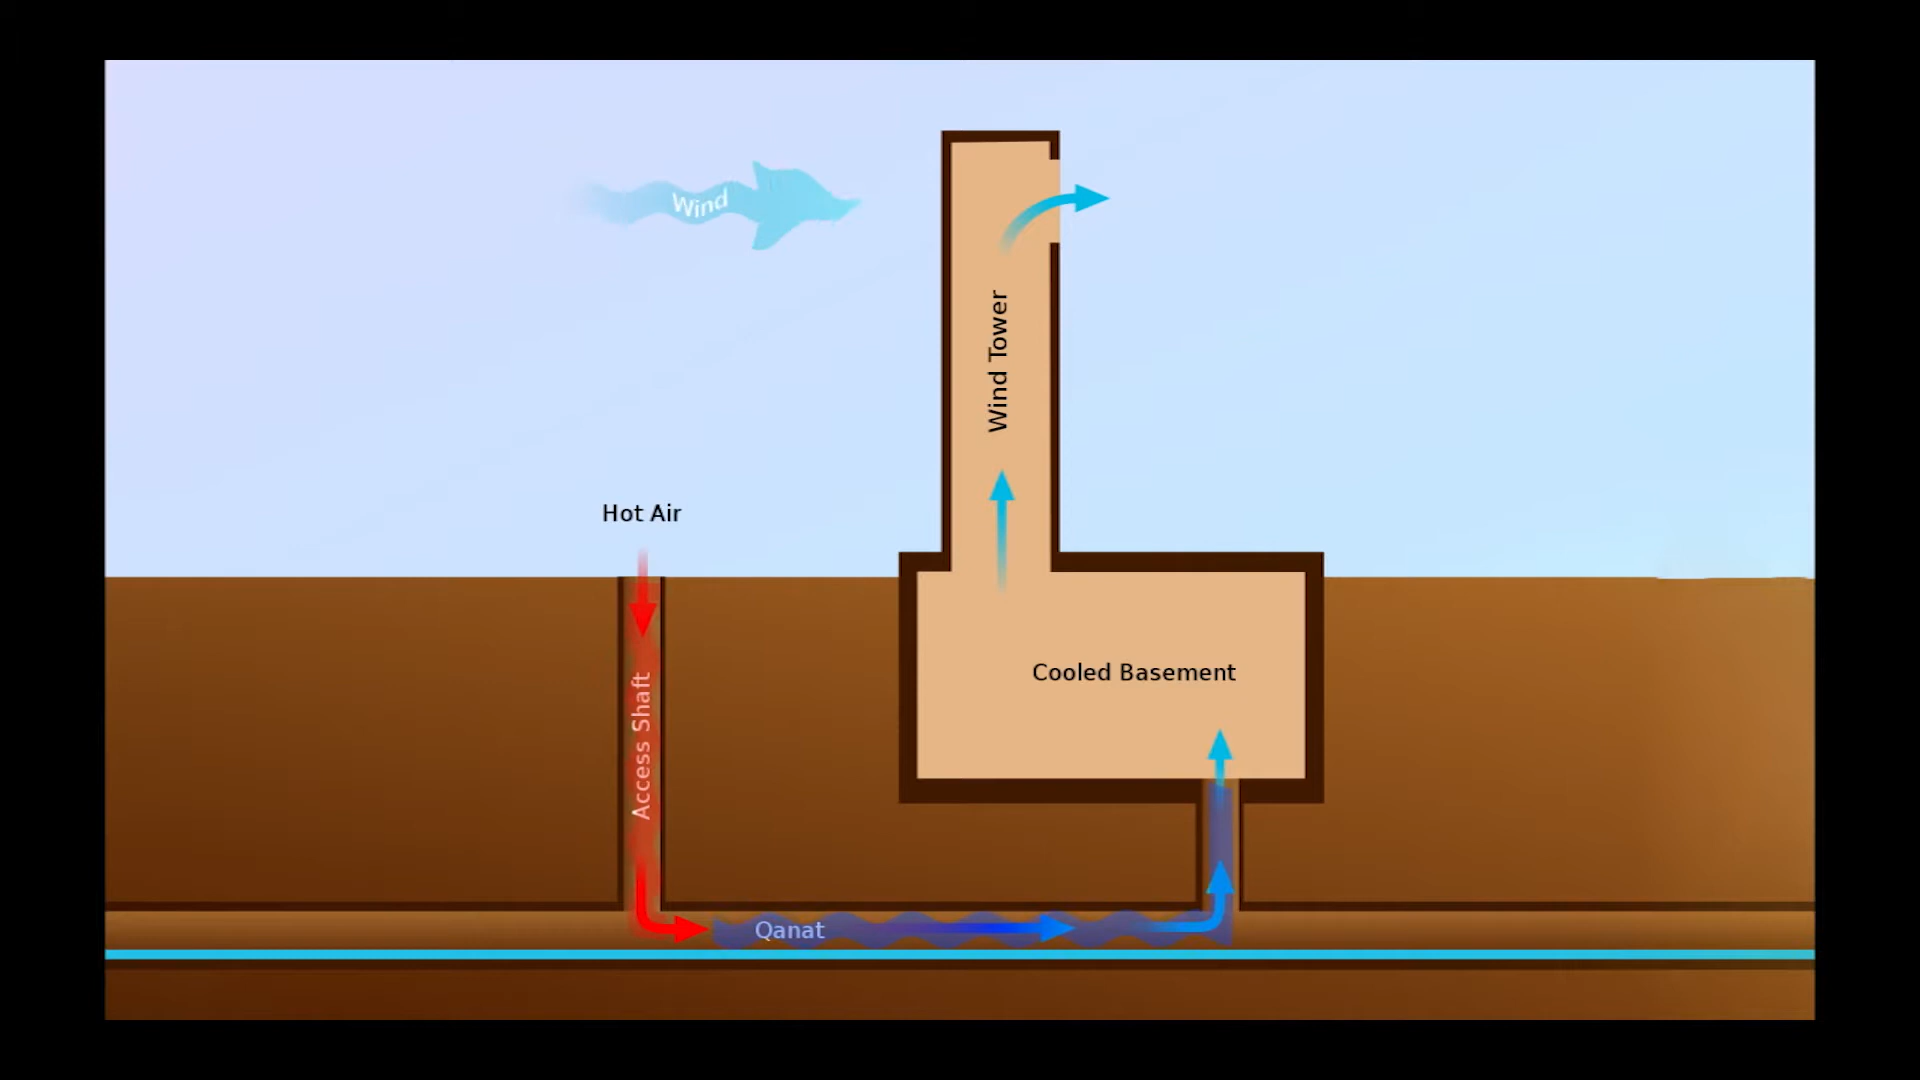 Wind
Wind Tower
Hot Air
Cooled Basement
Access Shaft
Qanat